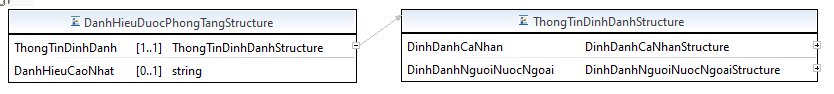 DanhHieuDuocPhongTangStructure
ThongTinDinhDanh [1..1] ThongTinDinhDanhStructure
DanhHieuCaoNhat [0..1] string
ThongTinDinhDanhStructure
DinhDanhCaNhan DinhDanhCaNhanStructure
DinhDanhNguoiNuocNgoai DinhDanhNguoiNuocNgoaiStructure